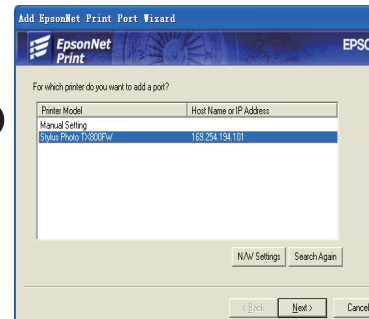 Add EpsonNet Print Port Wizard
EpsonNet
Print
EPSO
For which printer do you want to add a port?
Printer Model Host Name or IP Address
Manual Setting
Stylus Photo TX800FW 169.254.194.101
N/W Settings Search Again
< Back Next > Cancel